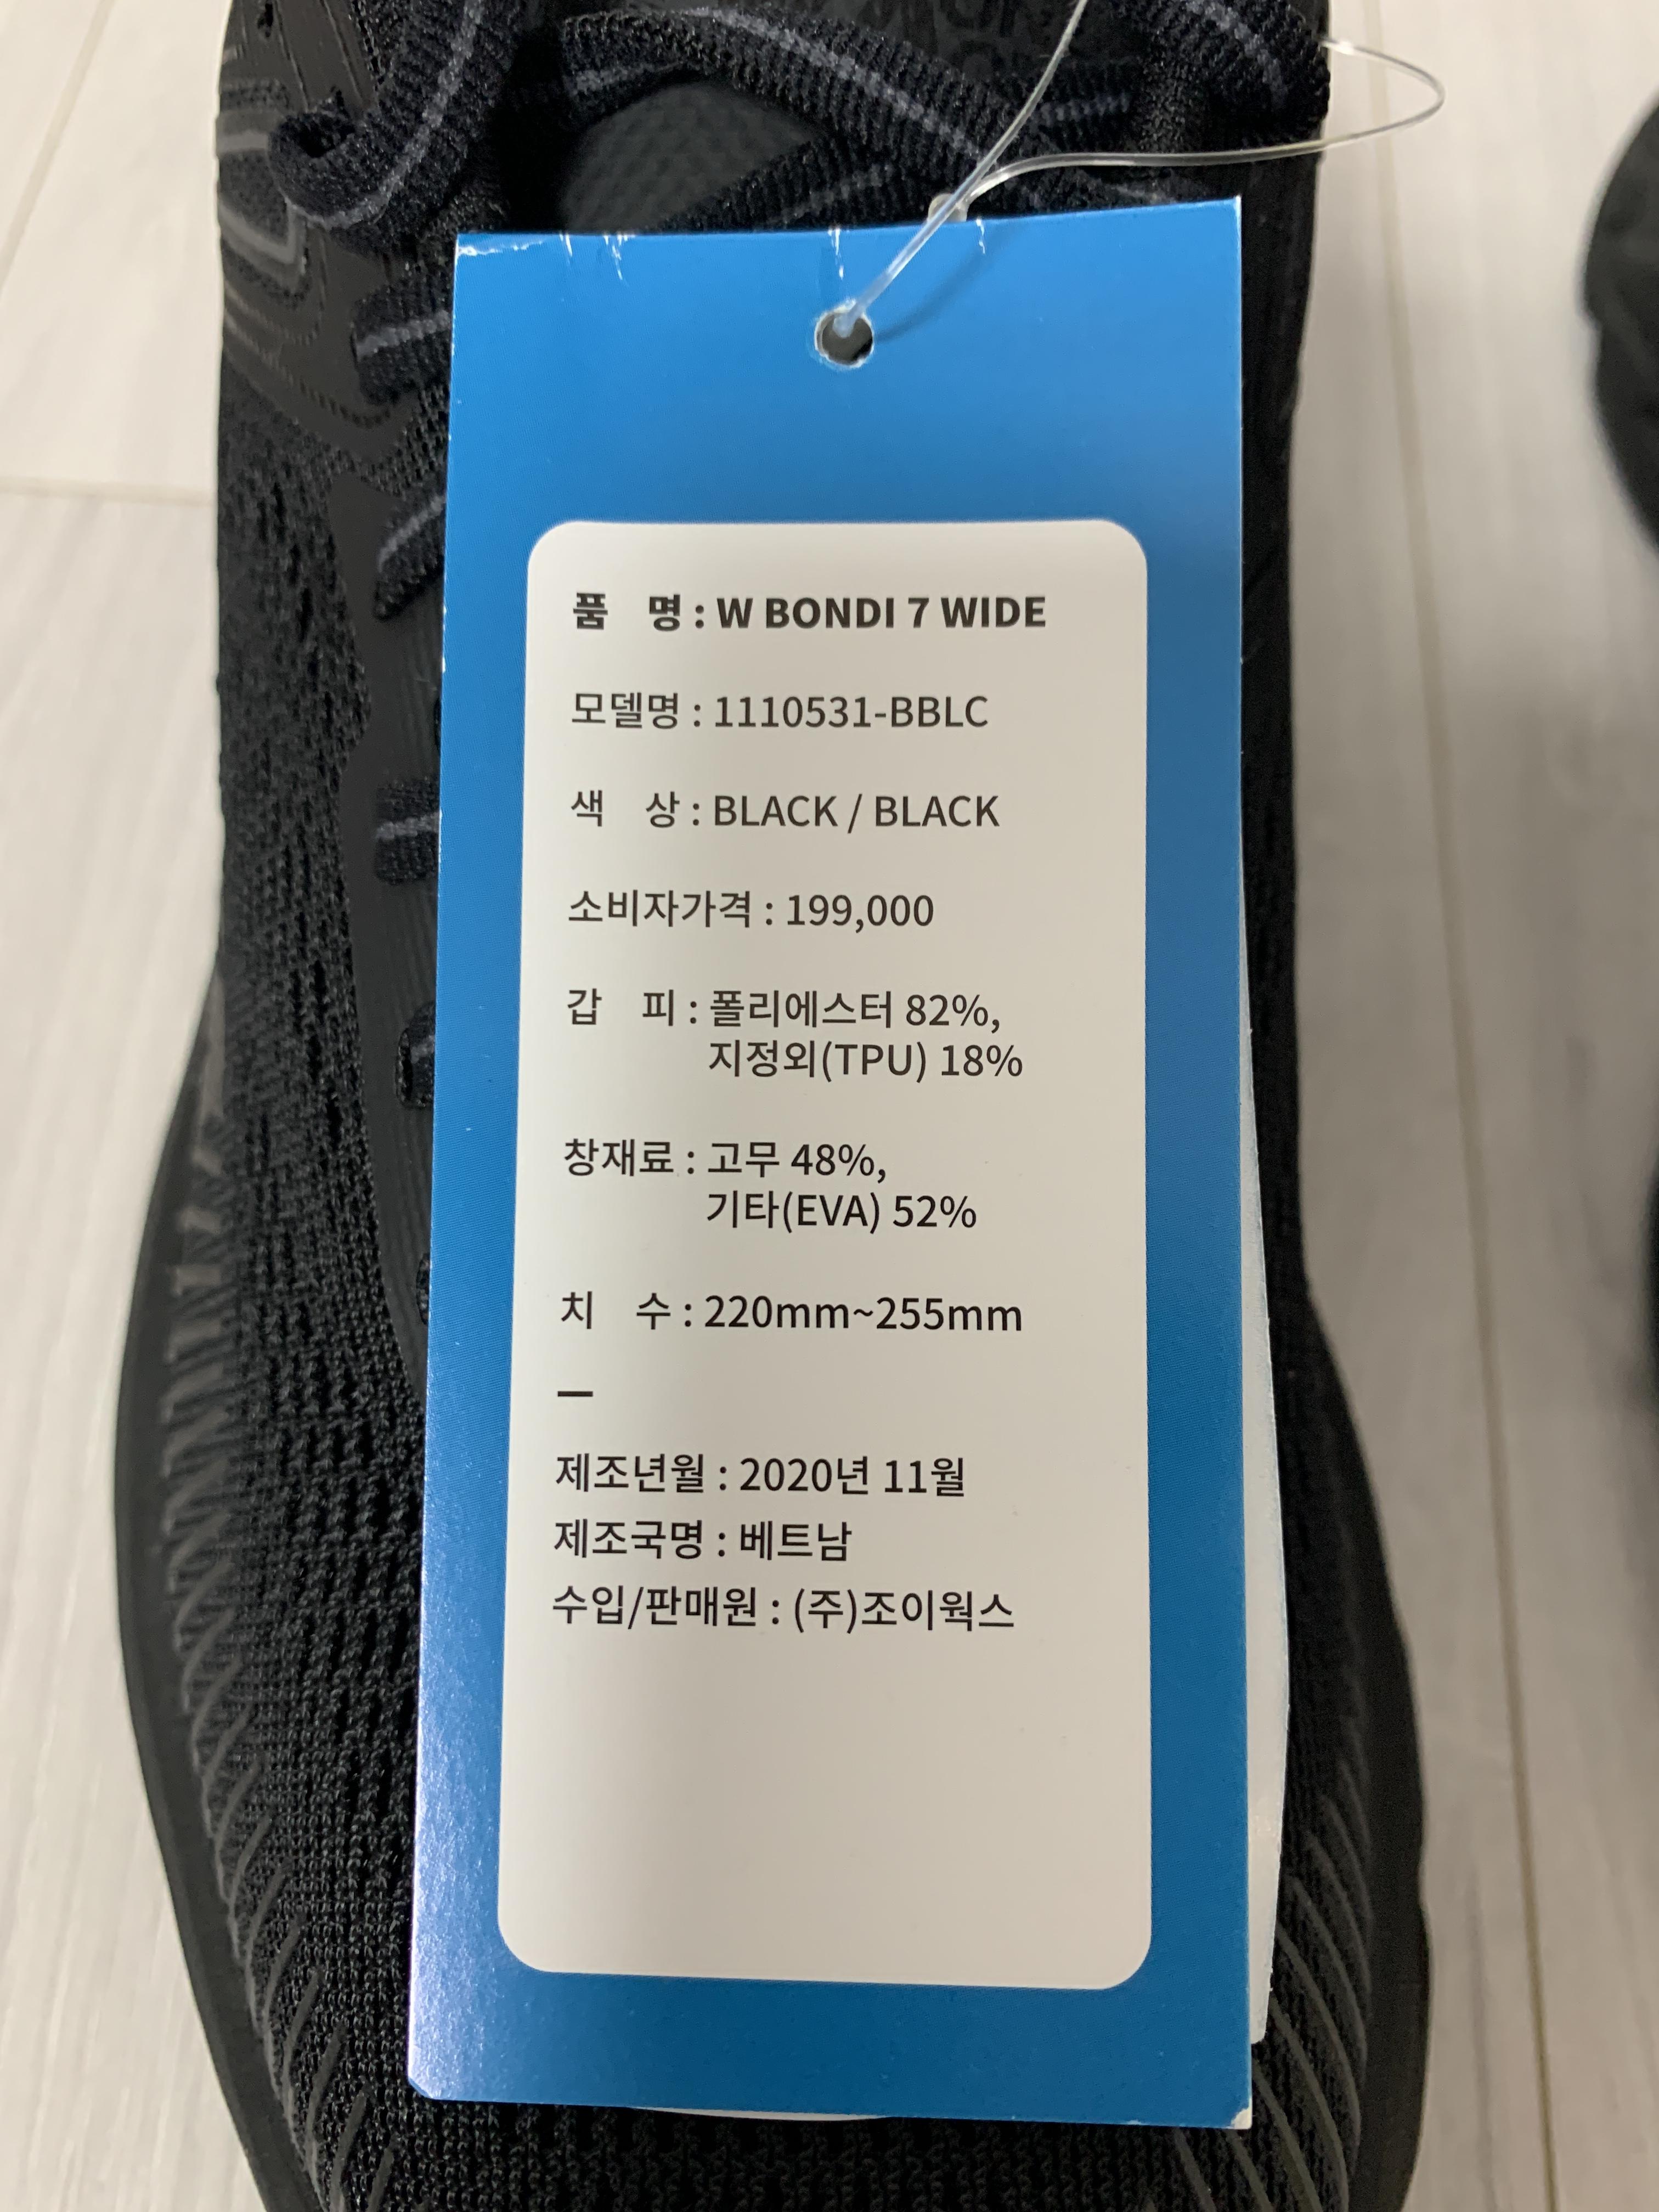 품 명 : W BONDI 7 WIDE
모델명 : 1110531-BBLC
색 상 : BLACK / BLACK
소비자가격 : 199,000
갑 피 : 폴리에스터 82%,
지정외(TPU) 18%
창재료 : 고무 48%,
기타(EVA) 52%
치 수 : 220mm~255mm
—
제조년월 : 2020년 11월
제조국명 : 베트남
수입/판매원 : (주)조이웍스